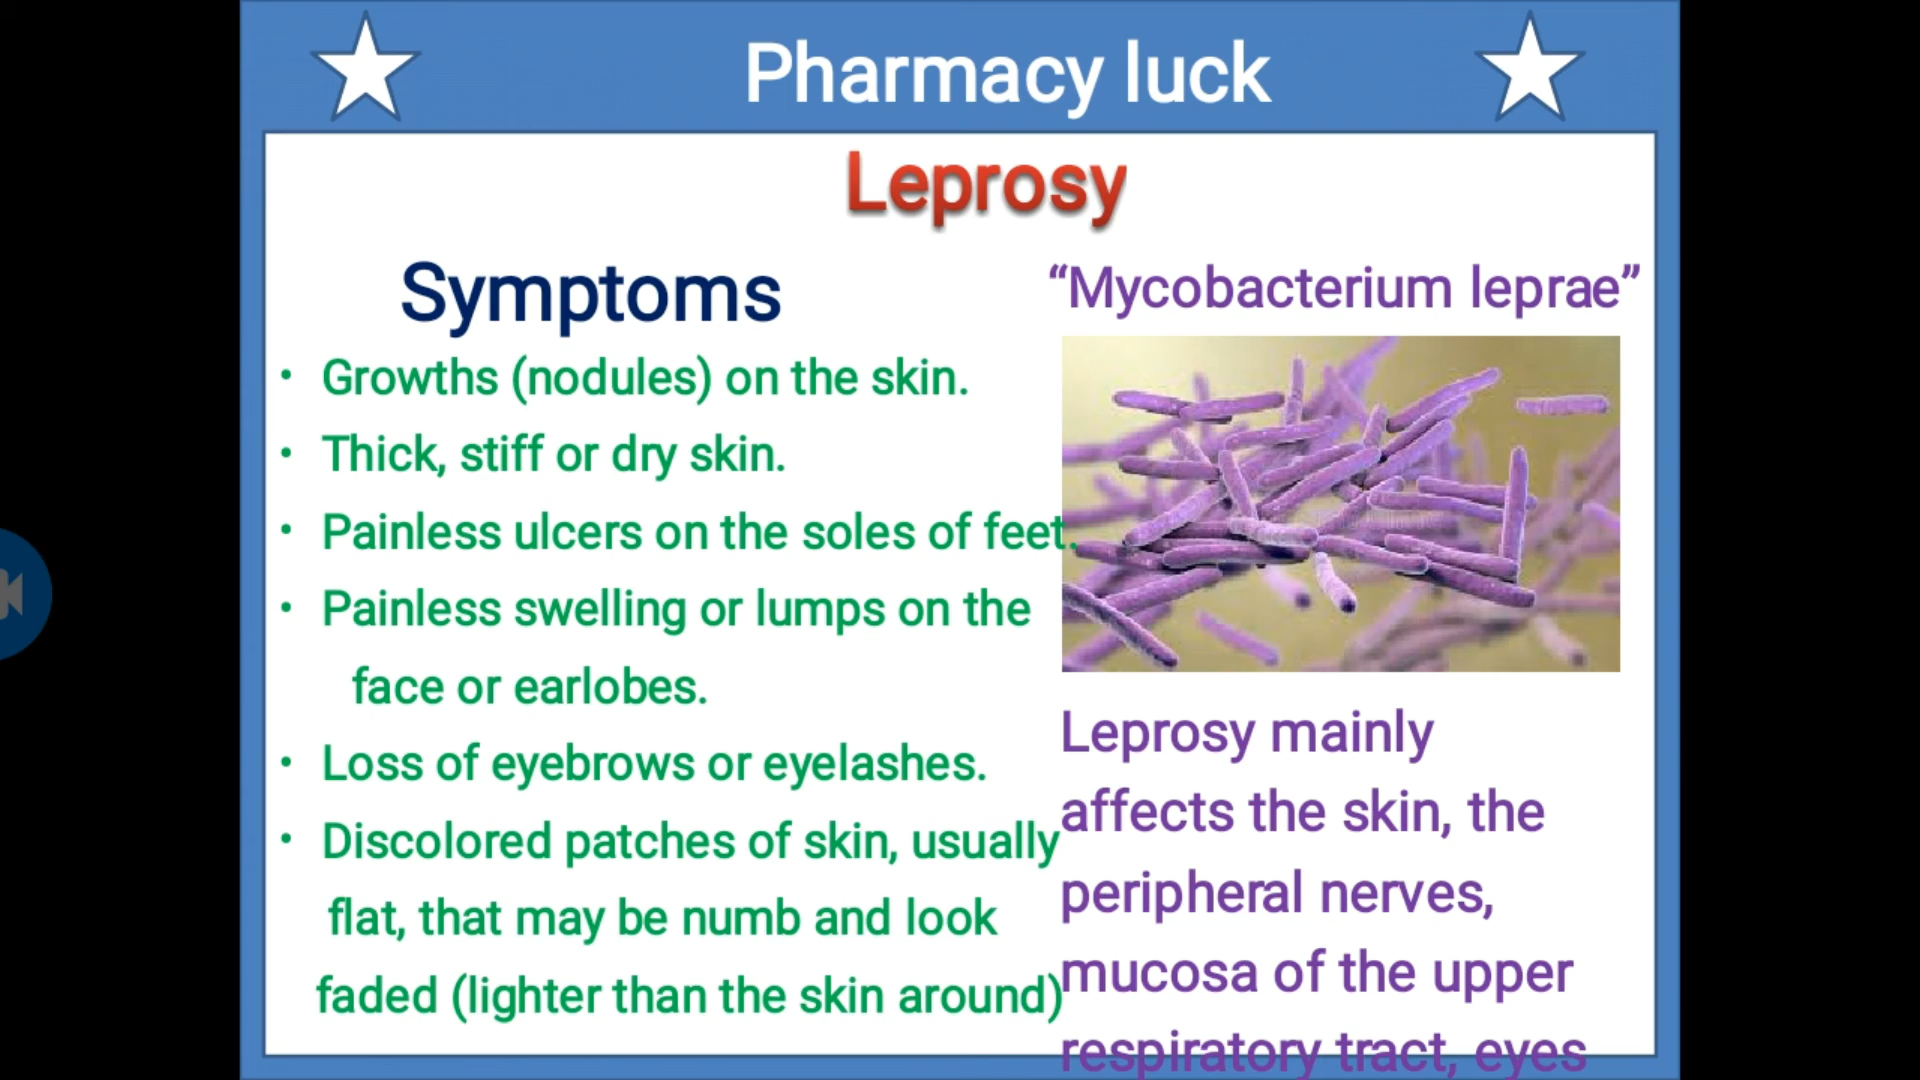 Pharmacy luck
Leprosy
Symptoms
• Growths (nodules) on the skin.
• Thick, stiff or dry skin.
• Painless ulcers on the soles of feet.
• Painless swelling or lumps on the
face or earlobes.
• Loss of eyebrows or eyelashes.
• Discolored patches of skin, usually
flat, that may be numb and look
faded (lighter than the skin around)
“Mycobacterium leprae”
Leprosy mainly
affects the skin, the
peripheral nerves,
mucosa of the upper
respiratory tract, eyes